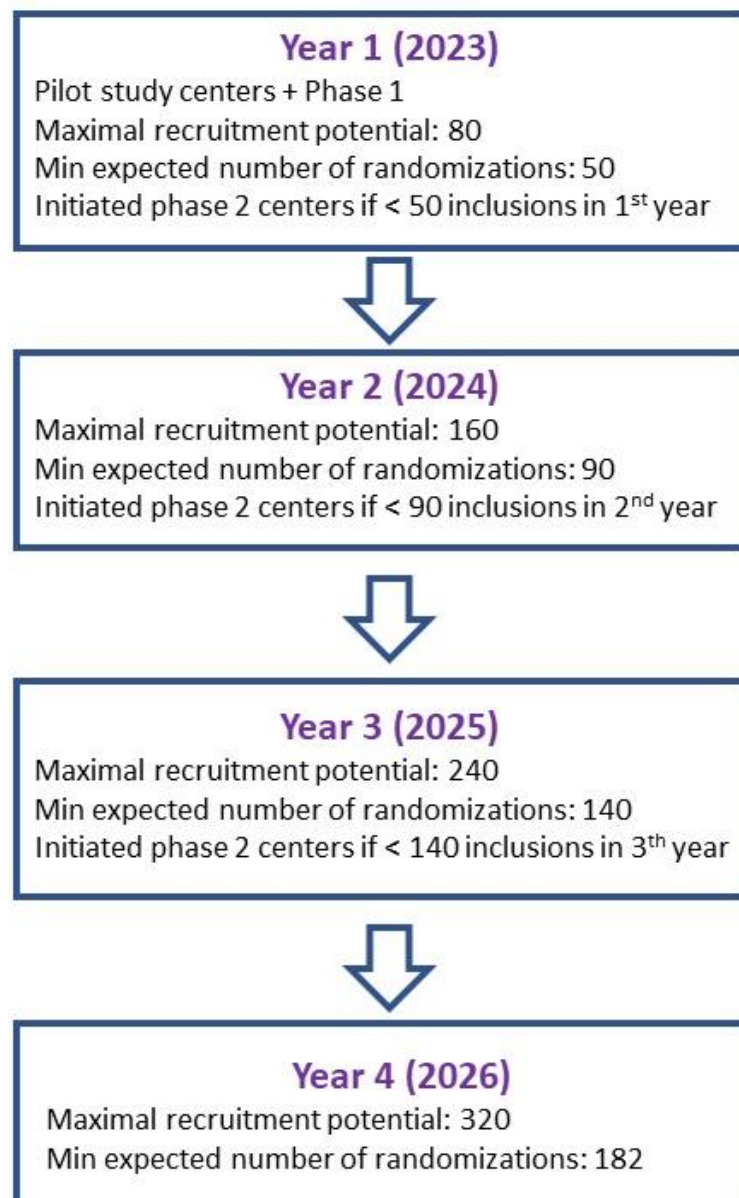 Year 1 (2023)
Pilot study centers + Phase 1
Maximal recruitment potential: 80
Min expected number of randomizations: 50
Initiated phase 2 centers if < 50 inclusions in 1st year
Year 2 (2024)
Maximal recruitment potential: 160
Min expected number of randomizations: 90
Initiated phase 2 centers if < 90 inclusions in 2nd year
Year 3 (2025)
Maximal recruitment potential: 240
Min expected number of randomizations: 140
Initiated phase 2 centers if < 140 inclusions in 3th year
Year 4 (2026)
Maximal recruitment potential: 320
Min expected number of randomizations: 182